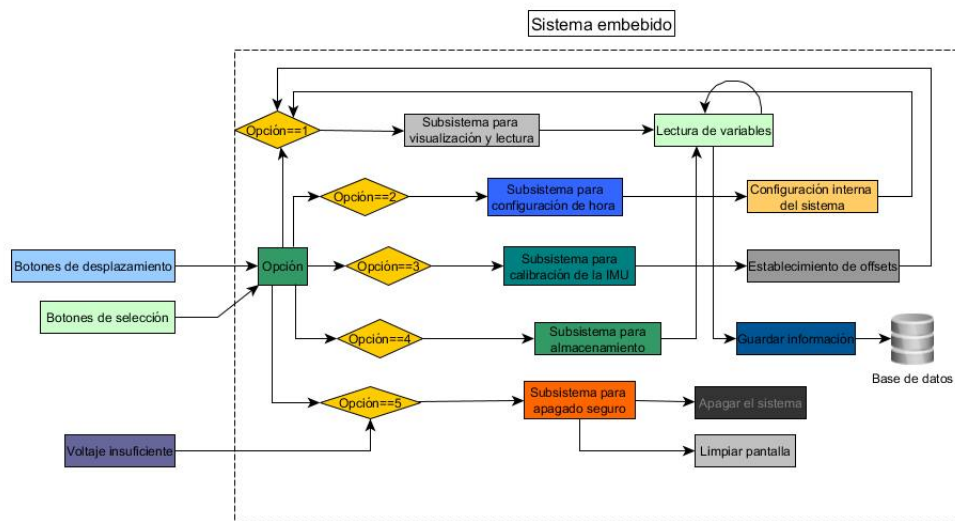 Sistema embebido
Opción==1
Subsistema para
visualización y lectura
Lectura de variables
Opción==2
Subsistema para
configuración de hora
Configuración interna
del sistema
Botones de desplazamiento
Opción
Opción==3
Subsistema para
calibración de la IMU
Establecimiento de offsets
Botones de selección
Opción==4
Subsistema para
almacenamiento
Guardar información
Base de datos
Opción==5
Subsistema para
apagado seguro
Apagar el sistema
Voltaje insuficiente
Limpiar pantalla